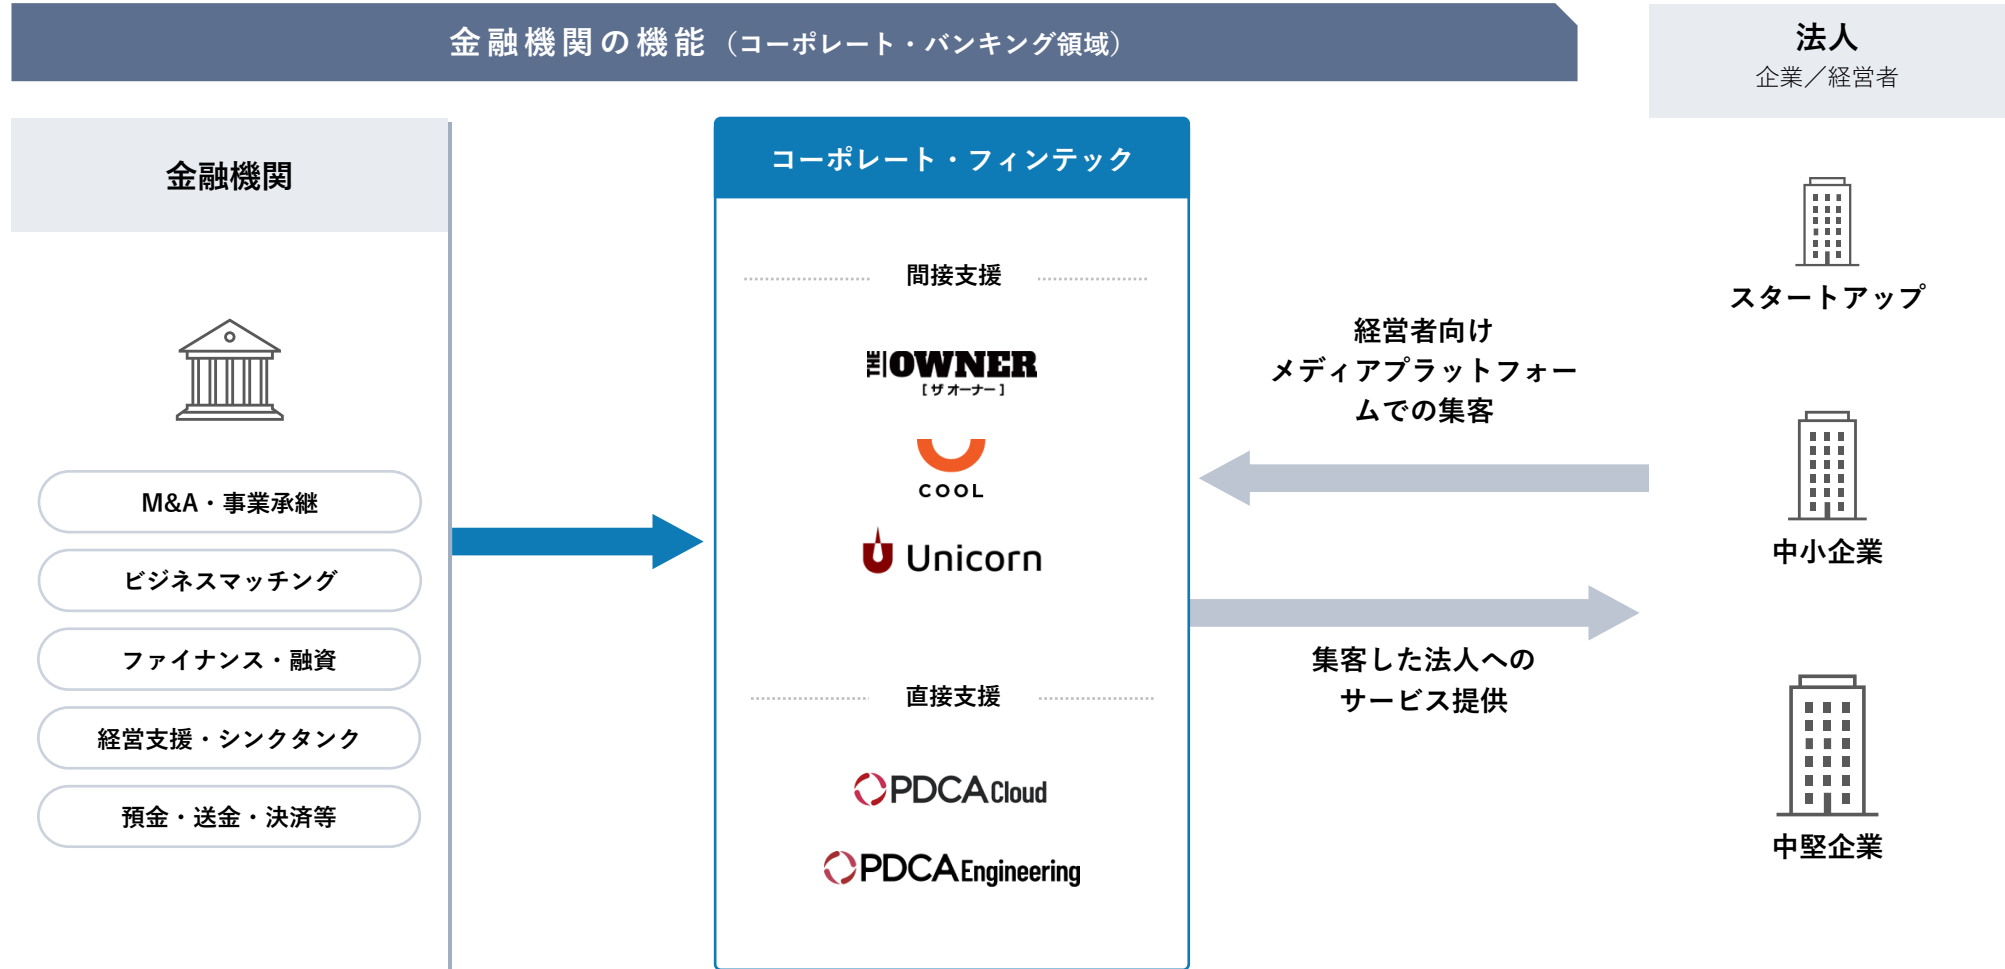 金融機関の機能（コーポレート・バンキング領域）
法人
企業／経営者
金融機関
M&A・事業承継
ビジネスマッチング
ファイナンス・融資
経営支援・シンクタンク
預金・送金・決済等
コーポレート・フィンテック
間接支援
THE OWNER
[ ザ オーナー ]
COOL
Unicorn
直接支援
PDCA Cloud
PDCA Engineering
経営者向け
メディアプラットフォー
ムでの集客
集客した法人への
サービス提供
スタートアップ
中小企業
中堅企業